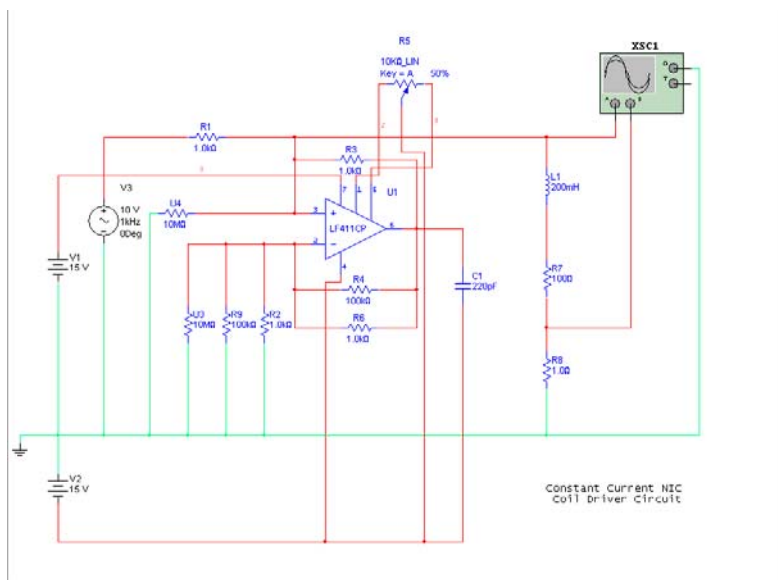 R5
XSC1
10KΩ_LIN
Key = A 50%
G
T
A B
R1
1.0kΩ
R3
1.0kΩ
V3
U4
10MΩ
10 V
1kHz
0Deg
U1
LF411CP
L1
200mH
V1
15 V
R7
100Ω
C1
220pF
R4
100kΩ
U3
10MΩ
R9
100kΩ
R2
1.0kΩ
R6
1.0kΩ
R8
1.0Ω
V2
15 V
Constant Current NIC
Coil Driver Circuit